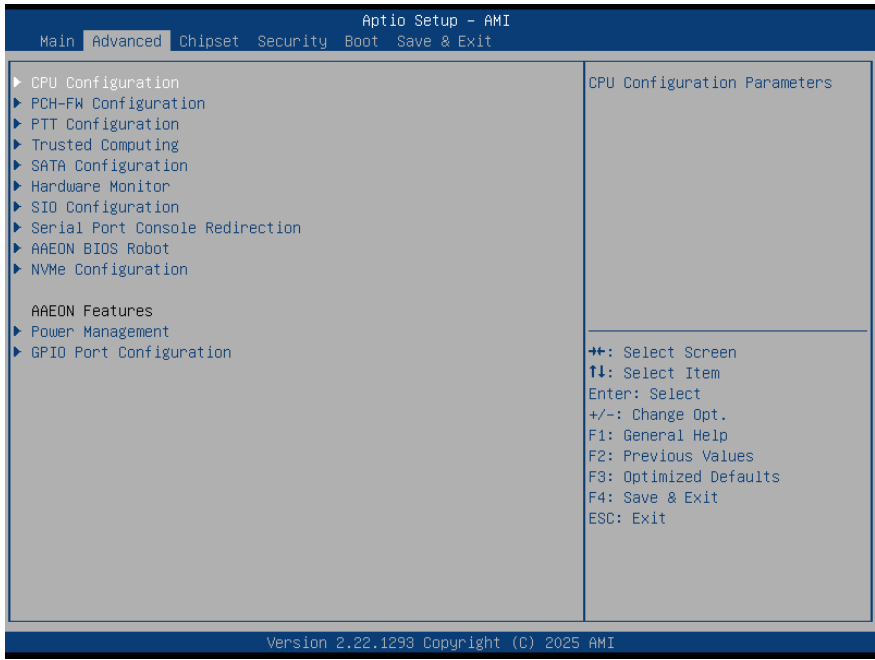 Aptio Setup – AMI
Main Advanced Chipset Security Boot Save & Exit
CPU Configuration
PCH-FW Configuration
PTT Configuration
Trusted Computing
SATA Configuration
Hardware Monitor
SIO Configuration
Serial Port Console Redirection
AAEON BIOS Robot
NVMe Configuration
AAEON Features
Power Management
GPIO Port Configuration
CPU Configuration Parameters
→←: Select Screen
↑↓: Select Item
Enter: Select
+/-: Change Opt.
F1: General Help
F2: Previous Values
F3: Optimized Defaults
F4: Save & Exit
ESC: Exit
Version 2.22.1293 Copyright (C) 2025 AMI